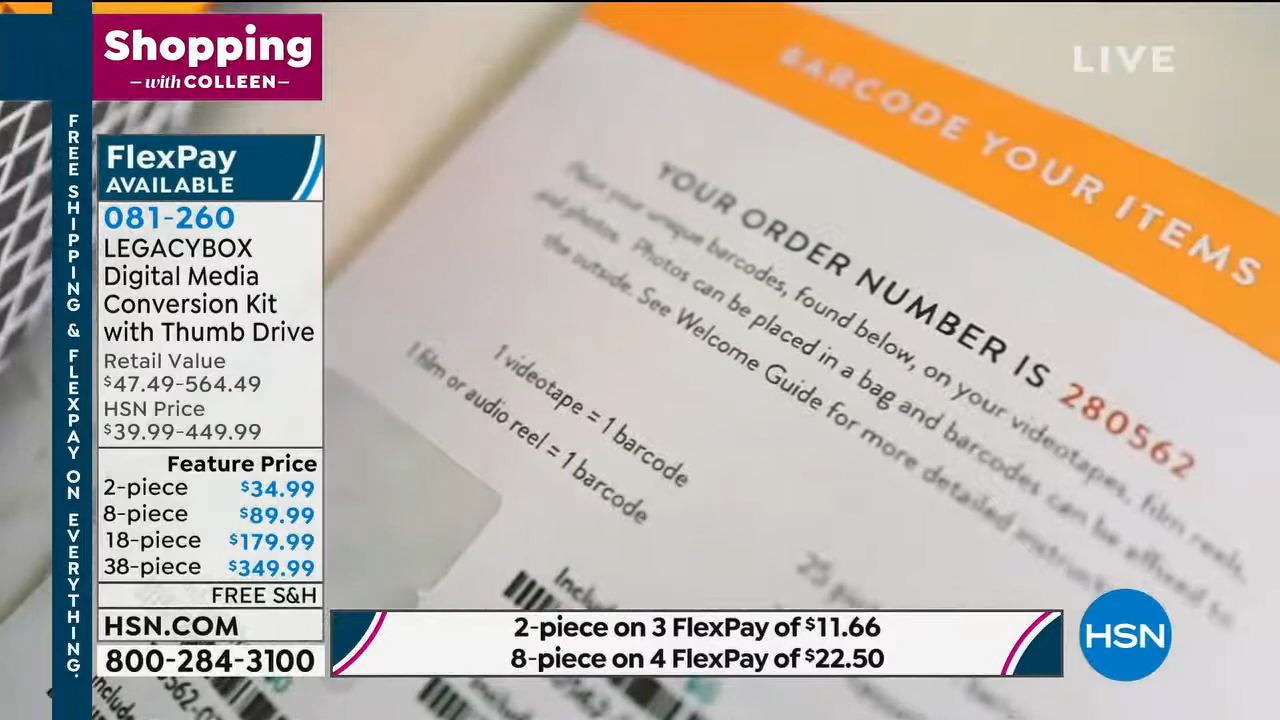 Shopping
with COLLEEN
LIVE
FREE SHIPPING & FLEXPAY ON EVERYTHING.
FlexPay
AVAILABLE
081-260
LEGACYBOX
Digital Media
Conversion Kit
with Thumb Drive
Retail Value
$47.49-564.49
HSN Price
$39.99-449.99
Feature Price
2-piece $34.99
8-piece $89.99
18-piece $179.99
38-piece $349.99
FREE S&H
HSN.COM
800-284-3100
BARCODE YOUR ITEMS
YOUR ORDER NUMBER IS 280562
your unique barcodes, found below, on your videotapes, film reels,
and photos. Photos can be placed in a bag and barcodes can be affixed to
the outside. See Welcome Guide for more detailed
1 videotape = 1 barcode
1 film or audio reel = 1 barcode
25
2-piece on 3 FlexPay of $11.66
8-piece on 4 FlexPay of $22.50
HSN